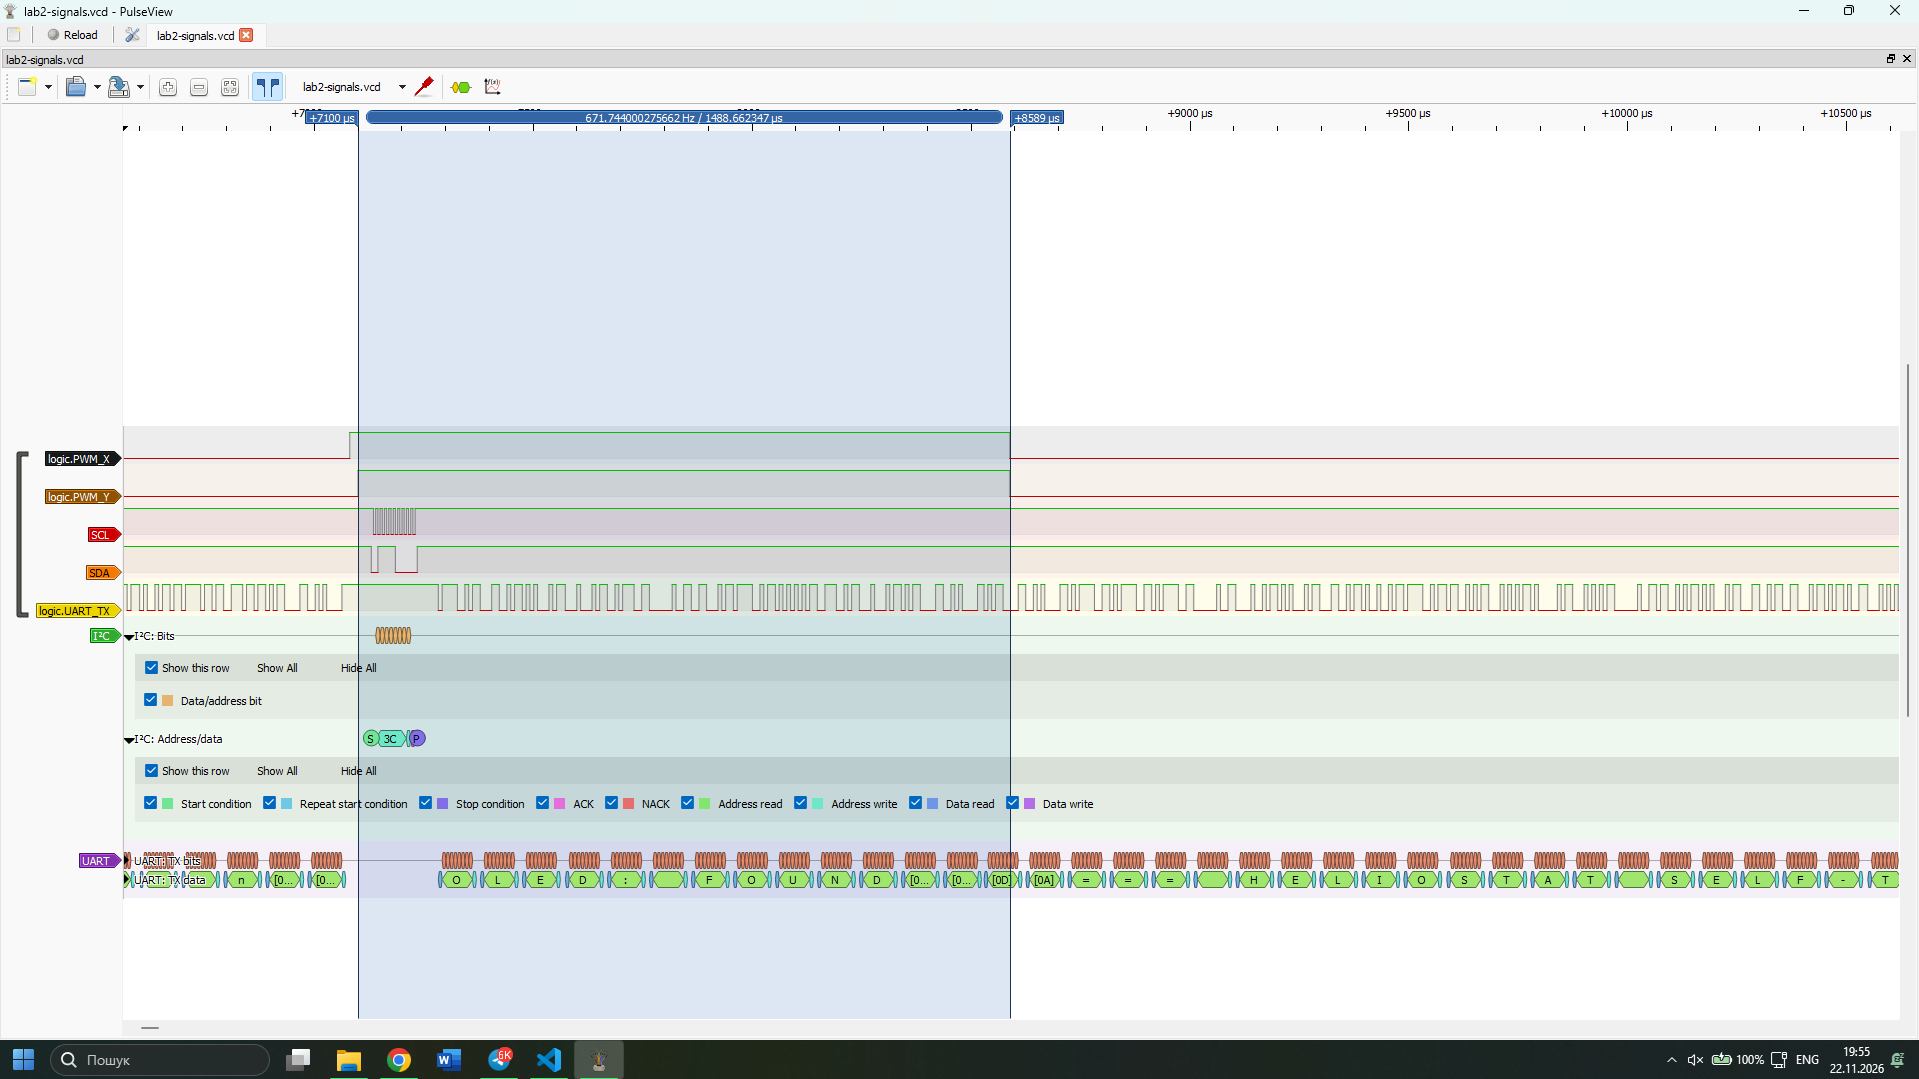 lab2-signals.vcd - PulseView
Reload
lab2-signals.vcd
lab2-signals.vcd
lab2-signals.vcd
+7100 µs
671.744000275662 Hz / 1488.662347 µs
+8589 µs
+9000 µs
+9500 µs
+10000 µs
+10500 µs
logic.PWM_X
logic.PWM_Y
SCL
SDA
logic.UART_TX
I²C
I²C: Bits
Show this row Show All Hide All
Data/address bit
I²C: Address/data
S 3C P
Show this row Show All Hide All
Start condition Repeat start condition Stop condition ACK NACK Address read Address write Data read Data write
UART
UART: TX bits
UART: TX data
n [0... [0... O L E D : F O U N D [0... [0... [0D] [0A] = = = H E L I O S T A T S E L F - T
Пошук
6K
100%
ENG
19:55
22.11.2026